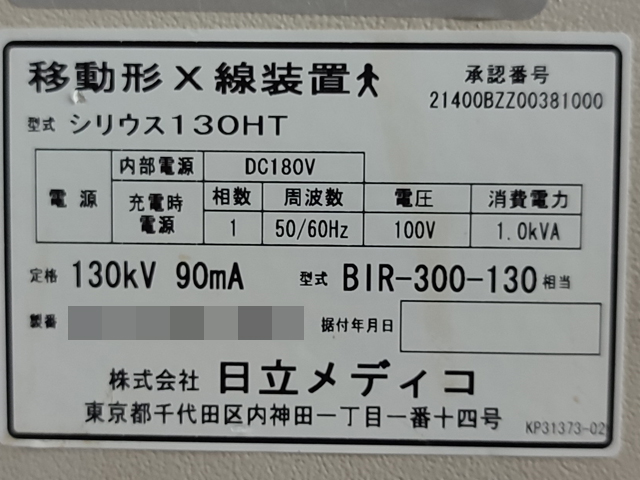 移動形X線装置
承認番号
21400BZZ00381000
型式 シリウス130HT
電源
内部電源 DC180V
充電時電源
相数 周波数 電圧 消費電力
1 50/60Hz 100V 1.0kVA
定格 130kV 90mA 型式 BIR-300-130相当
製番 据付年月日
株式会社 日立メディコ
東京都千代田区内神田一丁目一番十四号
KP31373-02